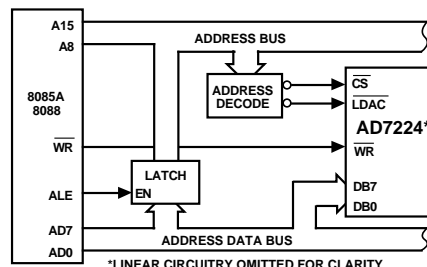 A15
A8
ADDRESS BUS
8085A
8088
ADDRESS
DECODE
CS
LDAC
AD7224*
WR
WR
LATCH
EN
ALE
DB7
DB0
AD7
AD0
ADDRESS DATA BUS
*LINEAR CIRCUITRY OMITTED FOR CLARITY